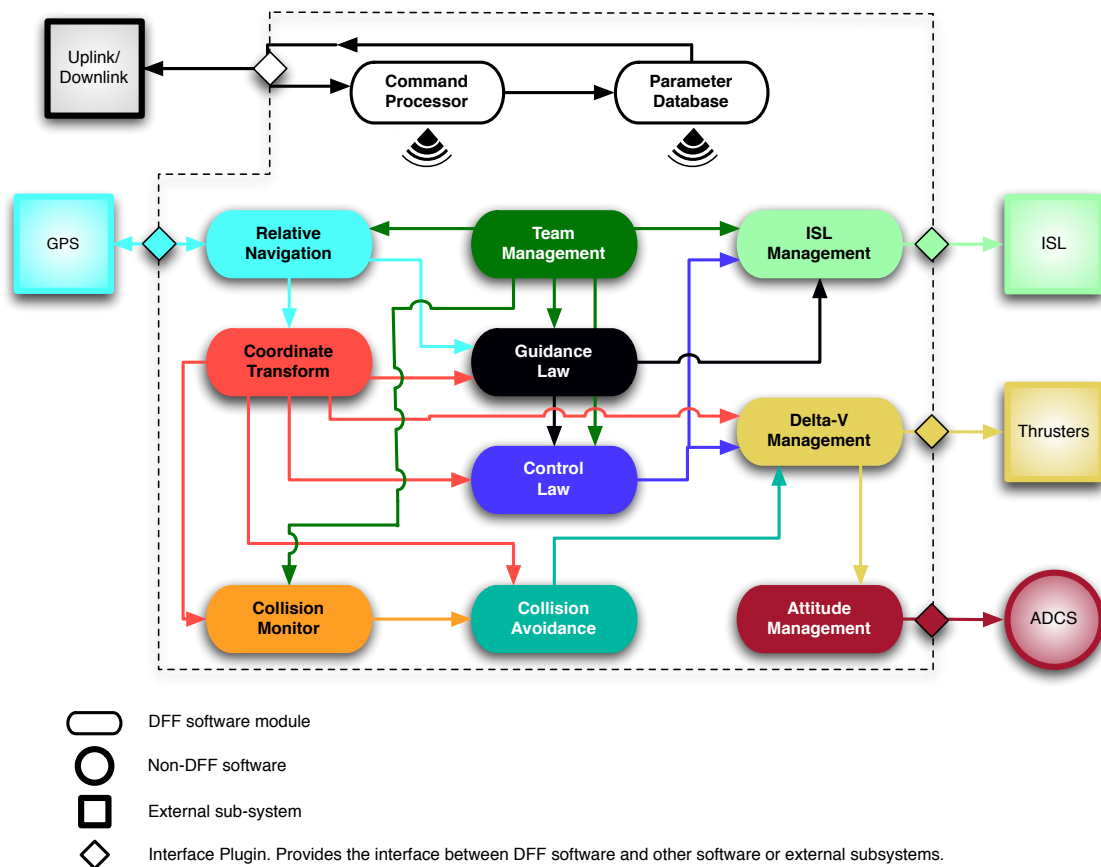 Uplink/
Downlink
Command
Processor
Parameter
Database
GPS
Relative
Navigation
Team
Management
ISL
Management
ISL
Coordinate
Transform
Guidance
Law
Delta-V
Management
Thrusters
Control
Law
Collision
Monitor
Collision
Avoidance
Attitude
Management
ADCS
DFF software module
Non-DFF software
External sub-system
Interface Plugin. Provides the interface between DFF software and other software or external subsystems.